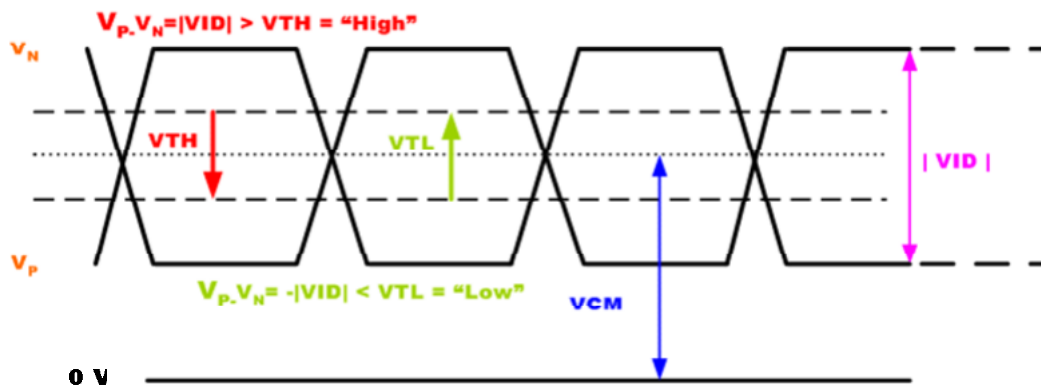 VP-VN=|VID| > VTH = “High”
VN
VTH
VTL
| VID |
VP
VP-VN= -|VID| < VTL = “Low”
VCM
0 V